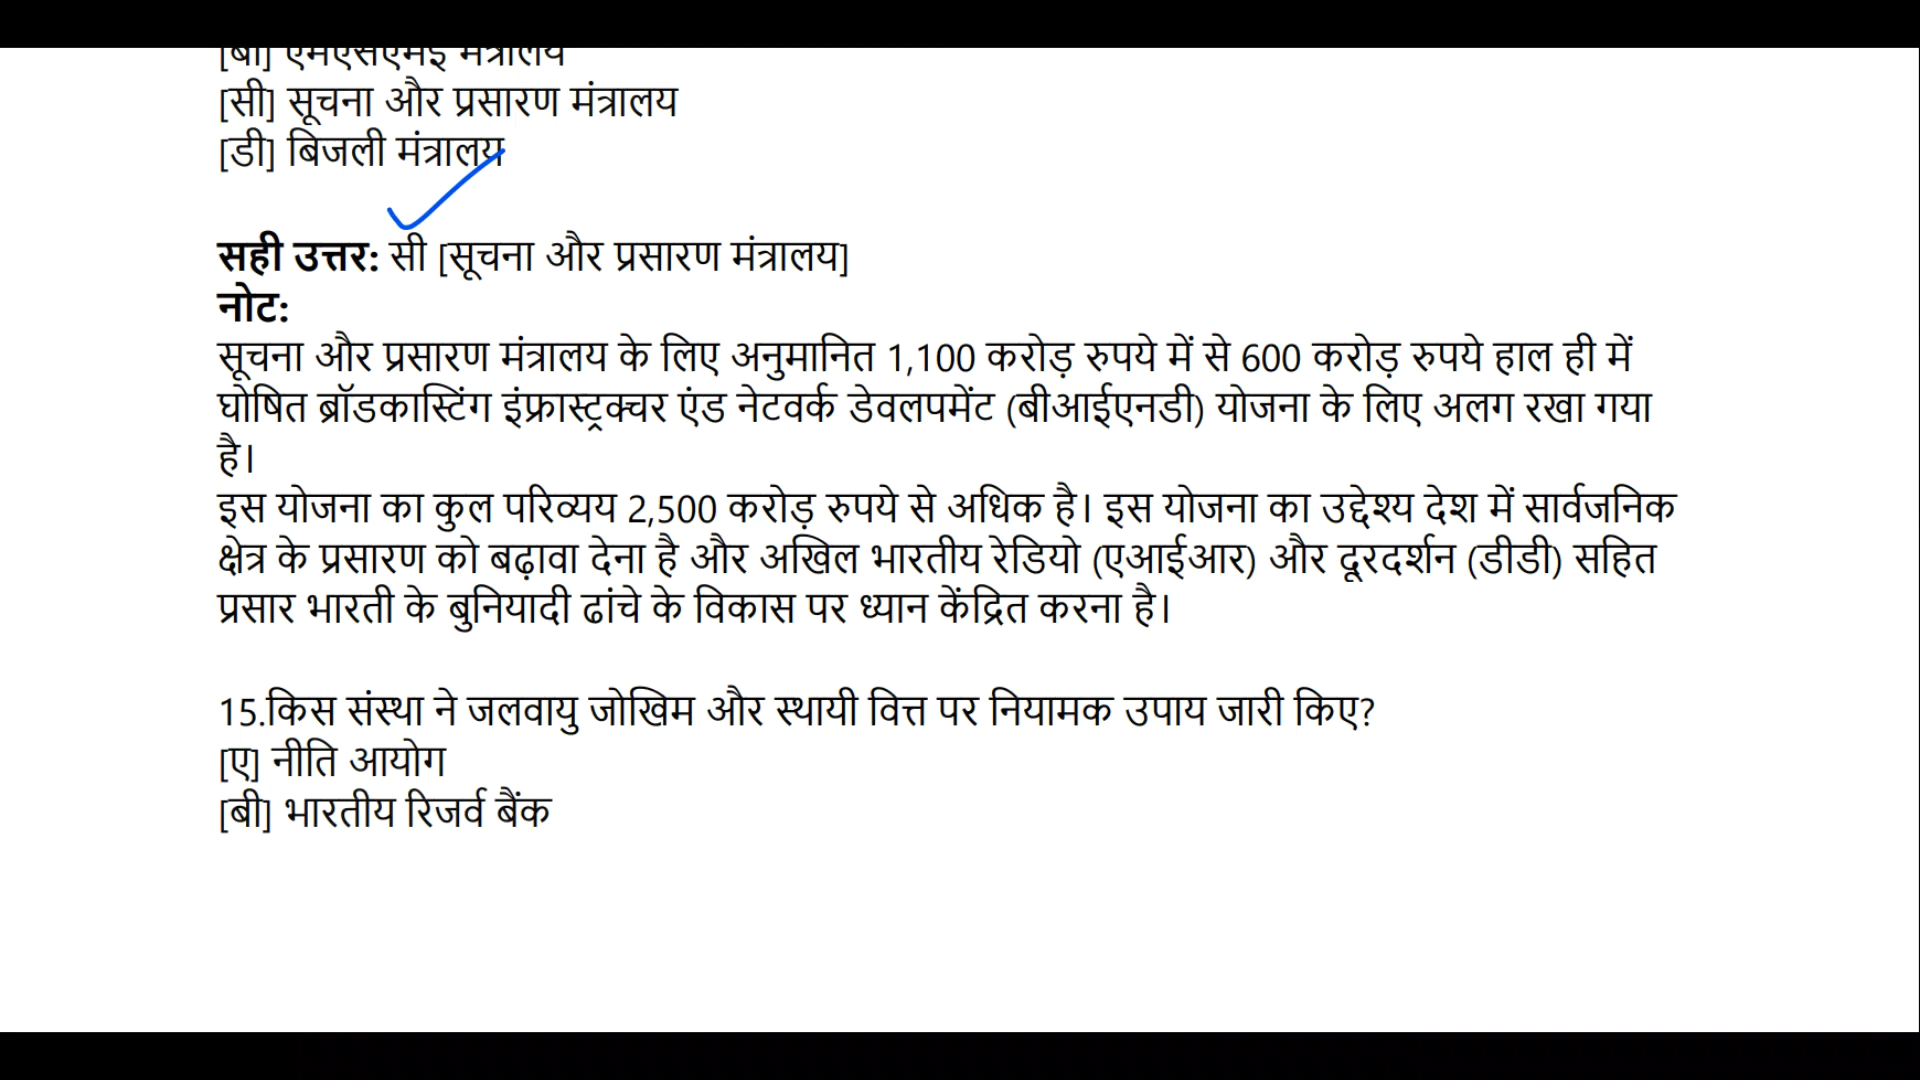 [बी] एमएसएमई मंत्रालय
[सी] सूचना और प्रसारण मंत्रालय
[डी] बिजली मंत्रालय
सही उत्तर: सी [सूचना और प्रसारण मंत्रालय]
नोट:
सूचना और प्रसारण मंत्रालय के लिए अनुमानित 1,100 करोड़ रुपये में से 600 करोड़ रुपये हाल ही में
घोषित ब्रॉडकास्टिंग इंफ्रास्ट्रक्चर एंड नेटवर्क डेवलपमेंट (बीआईएनडी) योजना के लिए अलग रखा गया
है।
इस योजना का कुल परिव्यय 2,500 करोड़ रुपये से अधिक है। इस योजना का उद्देश्य देश में सार्वजनिक
क्षेत्र के प्रसारण को बढ़ावा देना है और अखिल भारतीय रेडियो (एआईआर) और दूरदर्शन (डीडी) सहित
प्रसार भारती के बुनियादी ढांचे के विकास पर ध्यान केंद्रित करना है।
15.किस संस्था ने जलवायु जोखिम और स्थायी वित्त पर नियामक उपाय जारी किए?
[ए] नीति आयोग
[बी] भारतीय रिजर्व बैंक